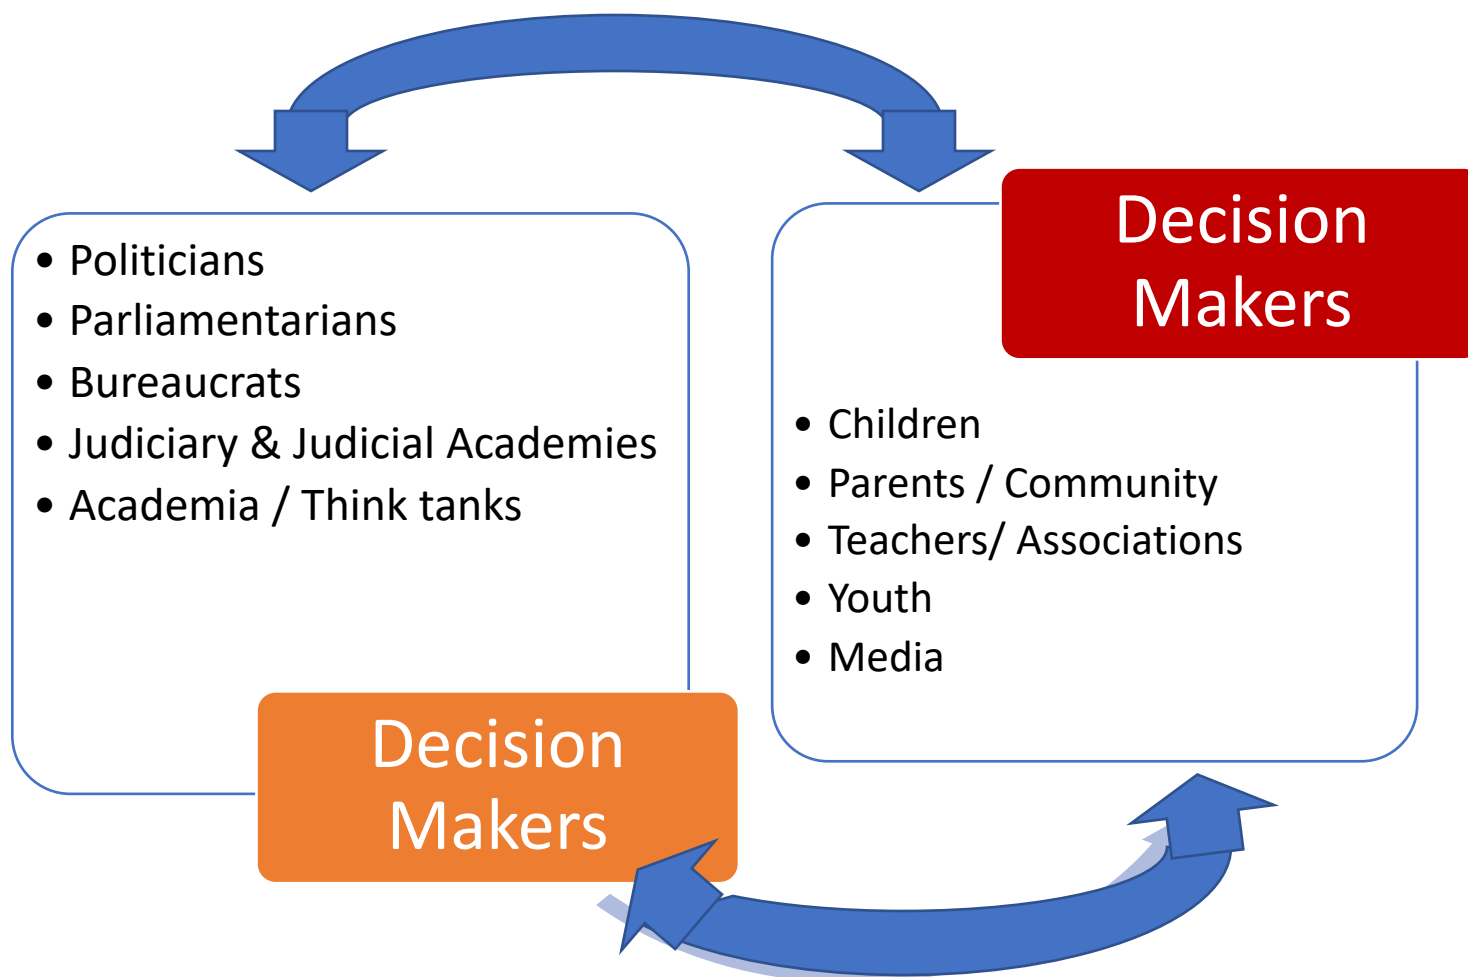 • Politicians
• Parliamentarians
• Bureaucrats
• Judiciary & Judicial Academies
• Academia / Think tanks
Decision
Makers
Decision
Makers
• Children
• Parents / Community
• Teachers/ Associations
• Youth
• Media